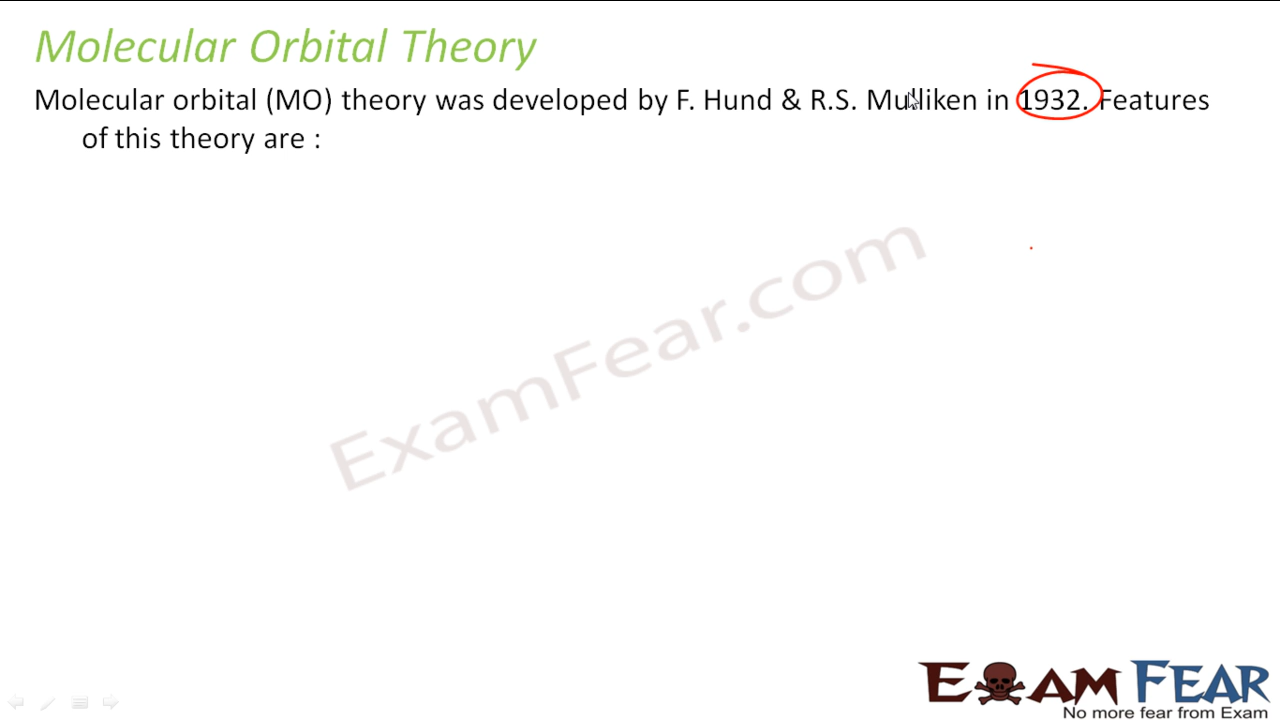 Molecular Orbital Theory
Molecular orbital (MO) theory was developed by F. Hund & R.S. Mulliken in 1932. Features
of this theory are :
ExamFear.com
EXAM FEAR
No more fear from Exam